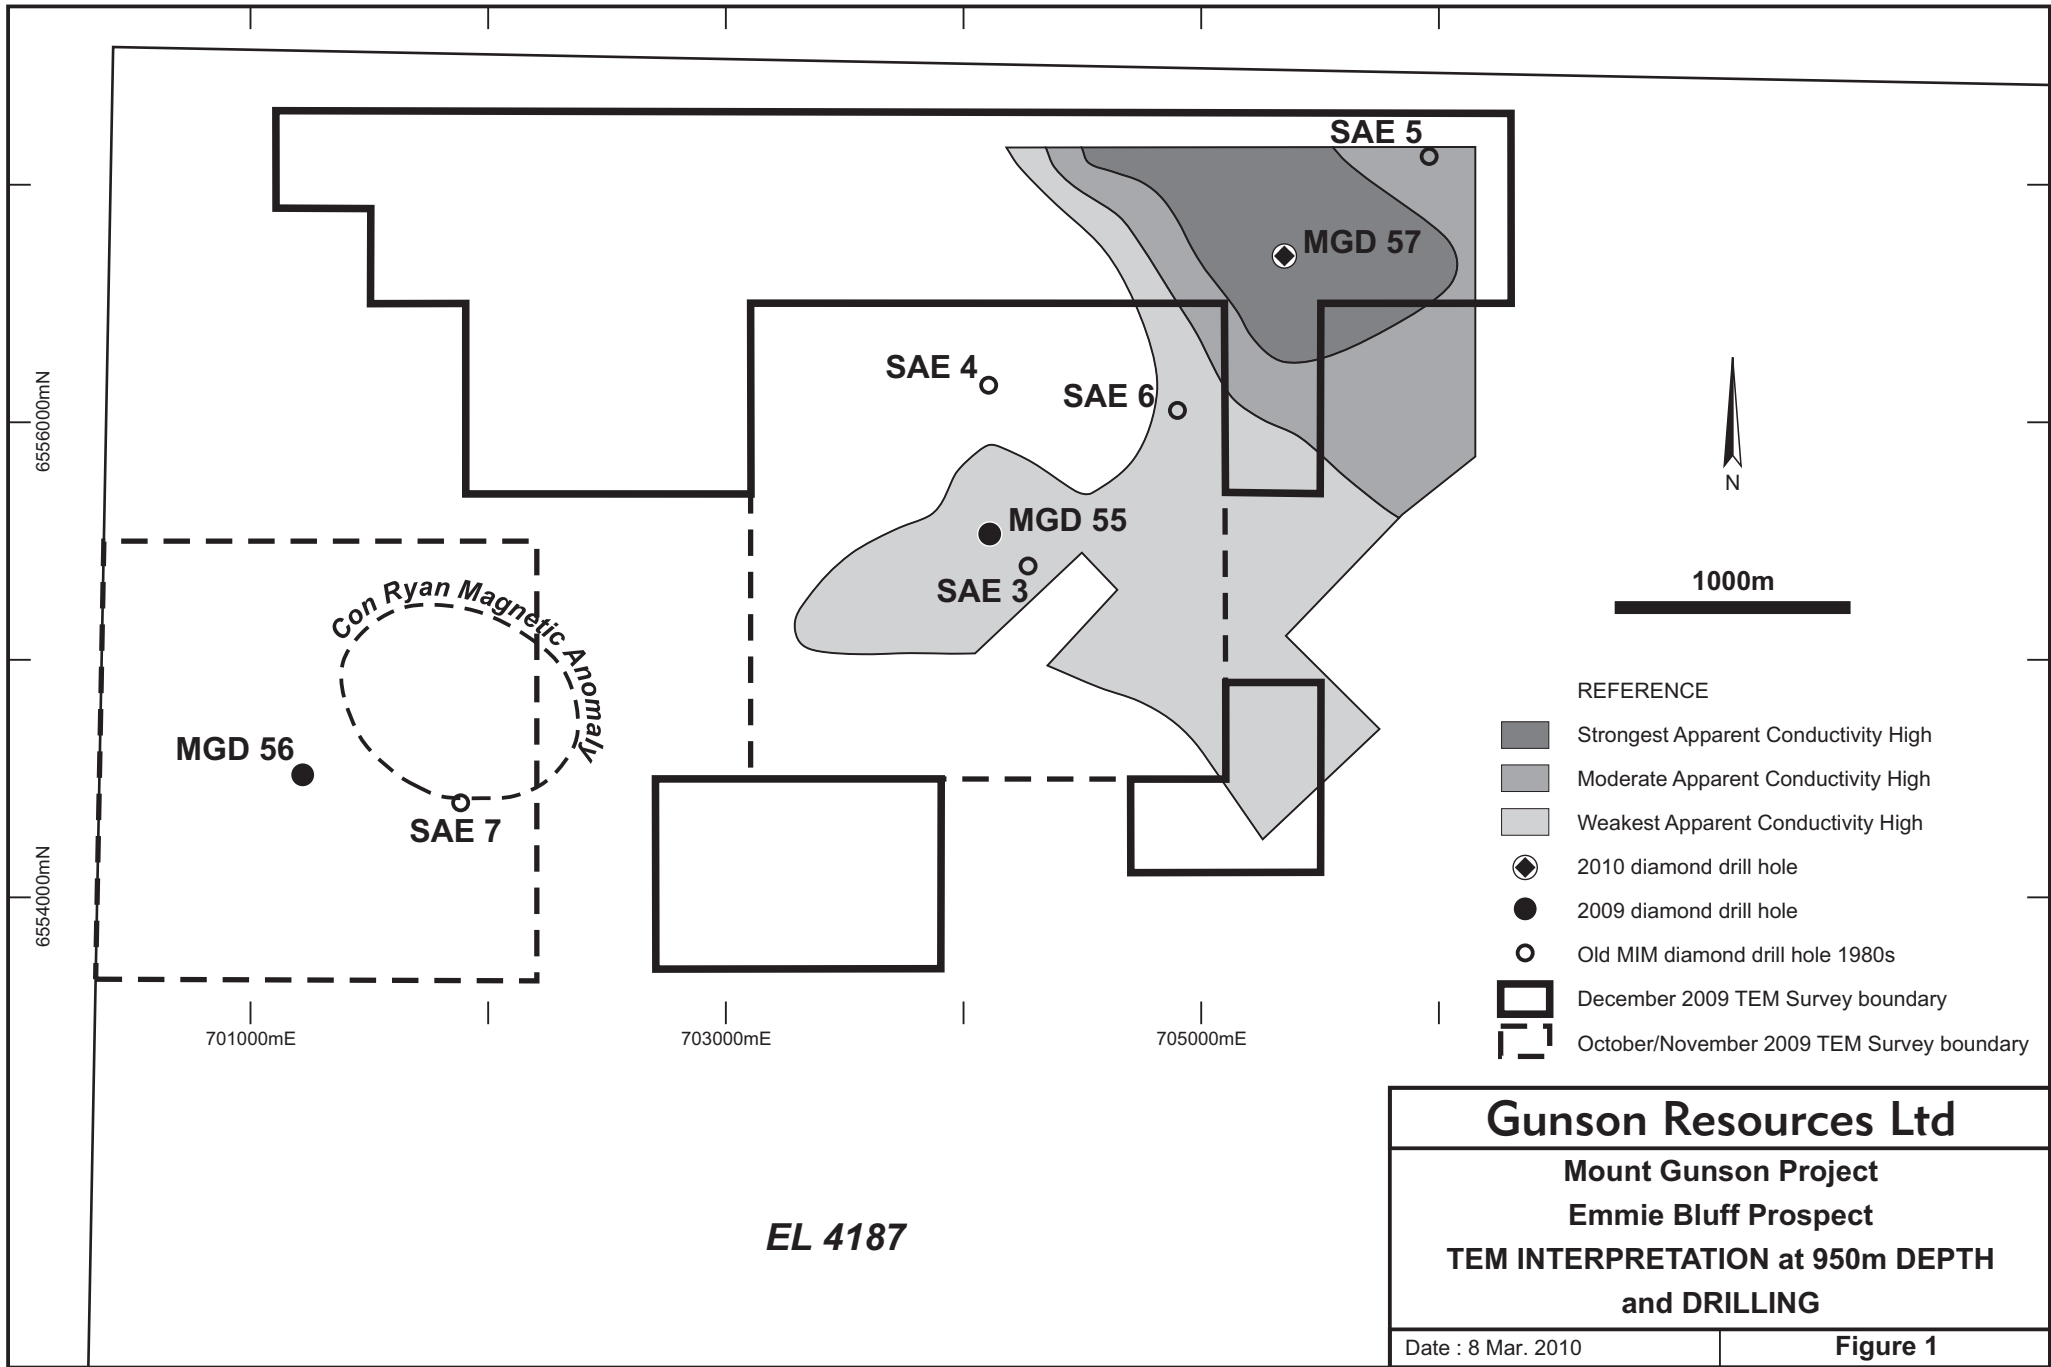 SAE 5
MGD 57
SAE 4
SAE 6
MGD 55
SAE 3
Con Ryan Magnetic Anomaly
MGD 56
SAE 7
6556000mN
6554000mN
701000mE
703000mE
705000mE
EL 4187
N
1000m
REFERENCE
Strongest Apparent Conductivity High
Moderate Apparent Conductivity High
Weakest Apparent Conductivity High
2010 diamond drill hole
2009 diamond drill hole
Old MIM diamond drill hole 1980s
December 2009 TEM Survey boundary
October/November 2009 TEM Survey boundary
Gunson Resources Ltd
Mount Gunson Project
Emmie Bluff Prospect
TEM INTERPRETATION at 950m DEPTH
and DRILLING
Date : 8 Mar. 2010
Figure 1